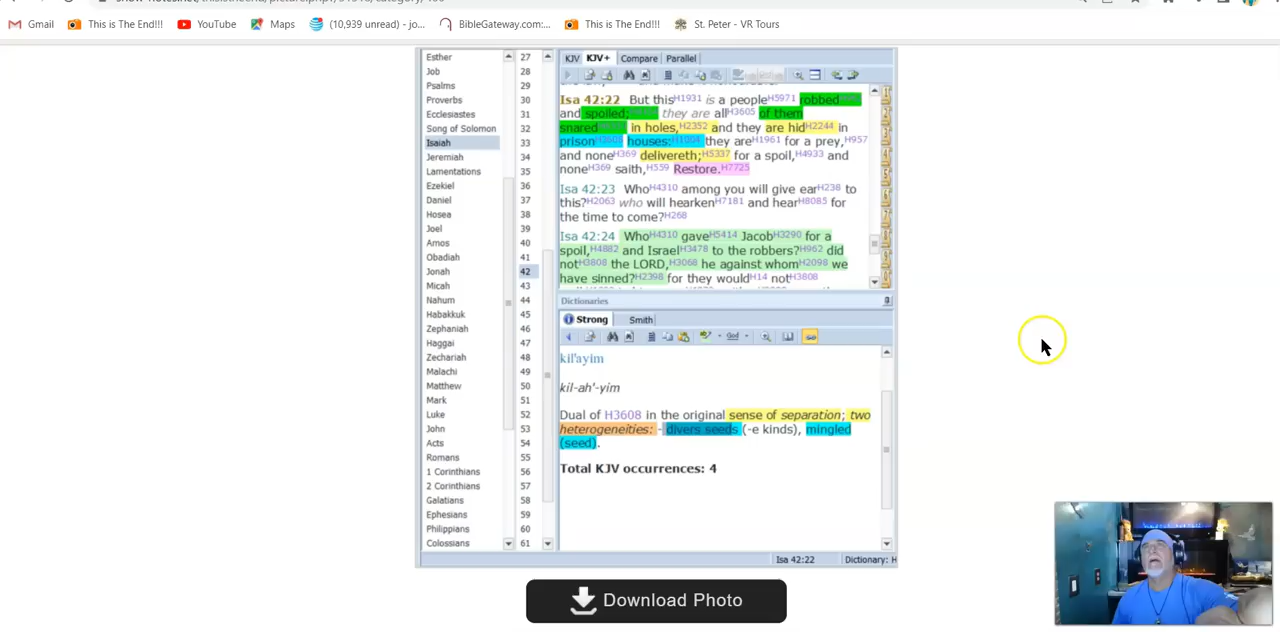 Gmail This is The End!!! YouTube Maps (10,939 unread) - jo... BibleGateway.com:... This is The End!!! St. Peter - VR Tours
Esther
Job
Psalms
Proverbs
Ecclesiastes
Song of Solomon
Isaiah
Jeremiah
Lamentations
Ezekiel
Daniel
Hosea
Joel
Amos
Obadiah
Jonah
Micah
Nahum
Habakkuk
Zephaniah
Haggai
Zechariah
Malachi
Matthew
Mark
Luke
John
Acts
Romans
1 Corinthians
2 Corinthians
Galatians
Ephesians
Philippians
Colossians
27
28
29
30
31
32
33
34
35
36
37
38
39
40
41
42
43
44
45
46
47
48
49
50
51
52
53
54
55
56
57
58
59
60
61
KJV KJV+ Compare Parallel
Isa 42:22 But thisH1931 is a peopleH5971 robbed
and spoiled; they are allH3605 of them
snared in holes,H2352 and they are hidH2244 in
prisonH3608 houses:H1004 they areH1961 for a prey,H957
and noneH369 delivereth;H5337 for a spoil,H4933 and
noneH369 saith,H559 Restore.H7725
Isa 42:23 WhoH4310 among you will give earH238 to
this?H2063 who will hearkenH7181 and hearH8085 for
the time to come?H268
Isa 42:24 WhoH4310 gaveH5414 JacobH3290 for a
spoil,H4882 and IsraelH3478 to the robbers?H962 did
notH3808 the LORD,H3068 he against whomH2098 we
have sinned?H2398 for they wouldH14 notH3808
Dictionaries
Strong Smith
kil'ayim
kil-ah'-yim
Dual of H3608 in the original sense of separation; two
heterogeneities: - divers seeds (-e kinds), mingled
(seed).
Total KJV occurrences: 4
Isa 42:22 Dictionary: H
Download Photo